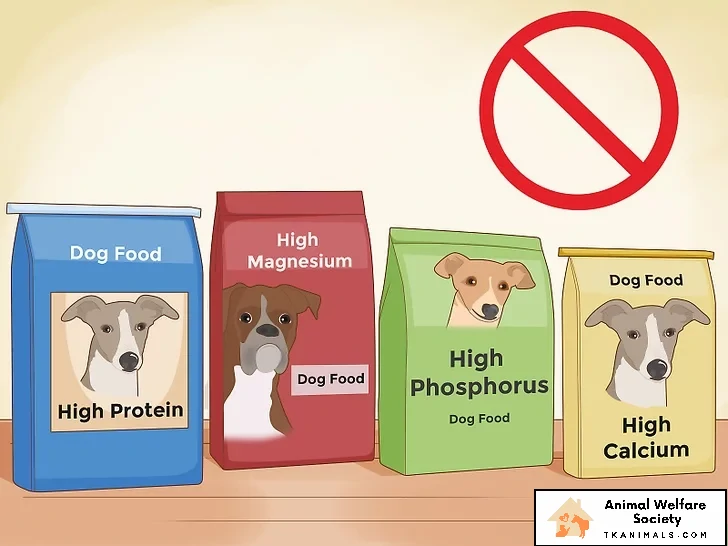 Dog Food
High Protein
High
Magnesium
Dog Food
High
Phosphorus
Dog Food
Dog Food
High
Calcium
Animal Welfare
Society
TKANIMALS.COM